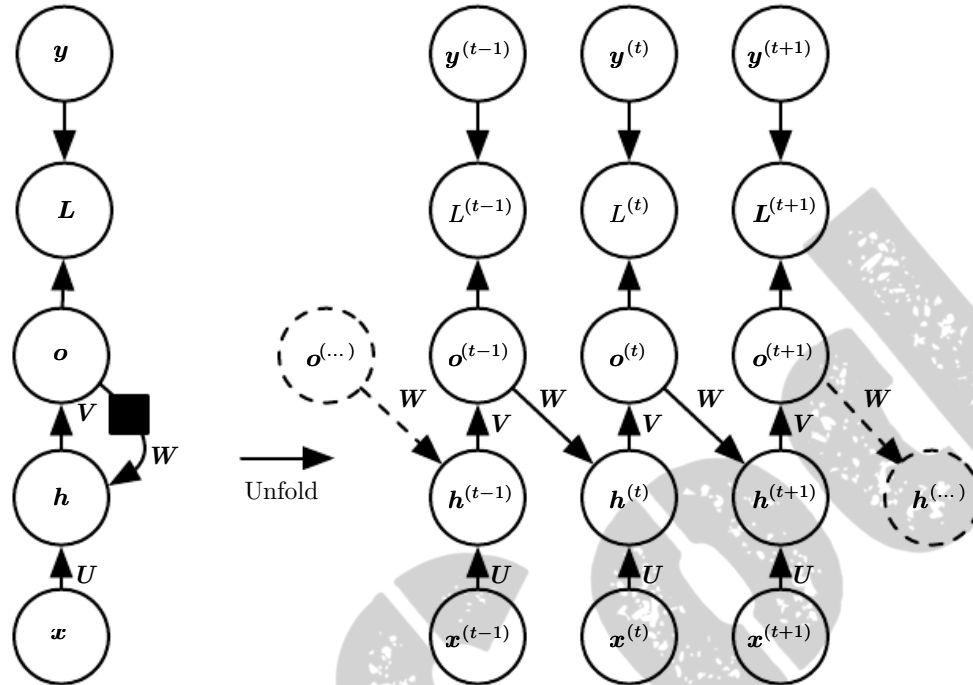 y y^(t−1) y^(t) y^(t+1)
L L^(t−1) L^(t) L^(t+1)
o o^(...) o^(t−1) o^(t) o^(t+1)
V W V W V W V W
W
h h^(t−1) h^(t) h^(t+1) h^(...)
Unfold
U U U U
x x^(t−1) x^(t) x^(t+1)